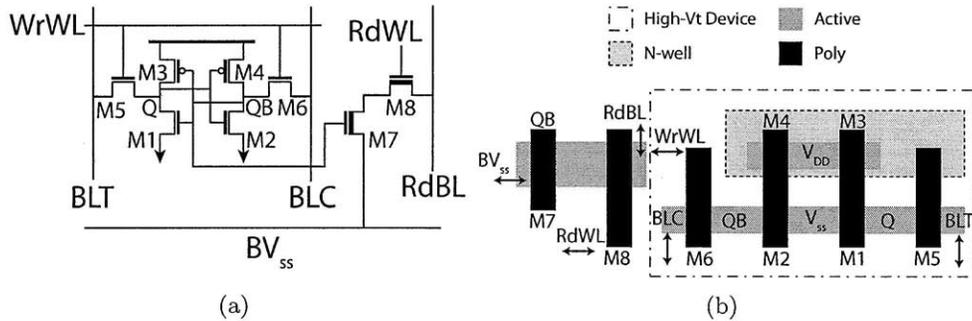 WrWL
RdWL
M3
M4
M5
Q
QB
M6
M8
M1
M2
M7
BLT
BLC
RdBL
BVss
(a)
High-Vt Device
Active
N-well
Poly
QB
RdBL
M4
M3
WrWL
VDD
BVss
BLC
QB
Vss
Q
BLT
M7
RdWL
M8
M6
M2
M1
M5
(b)